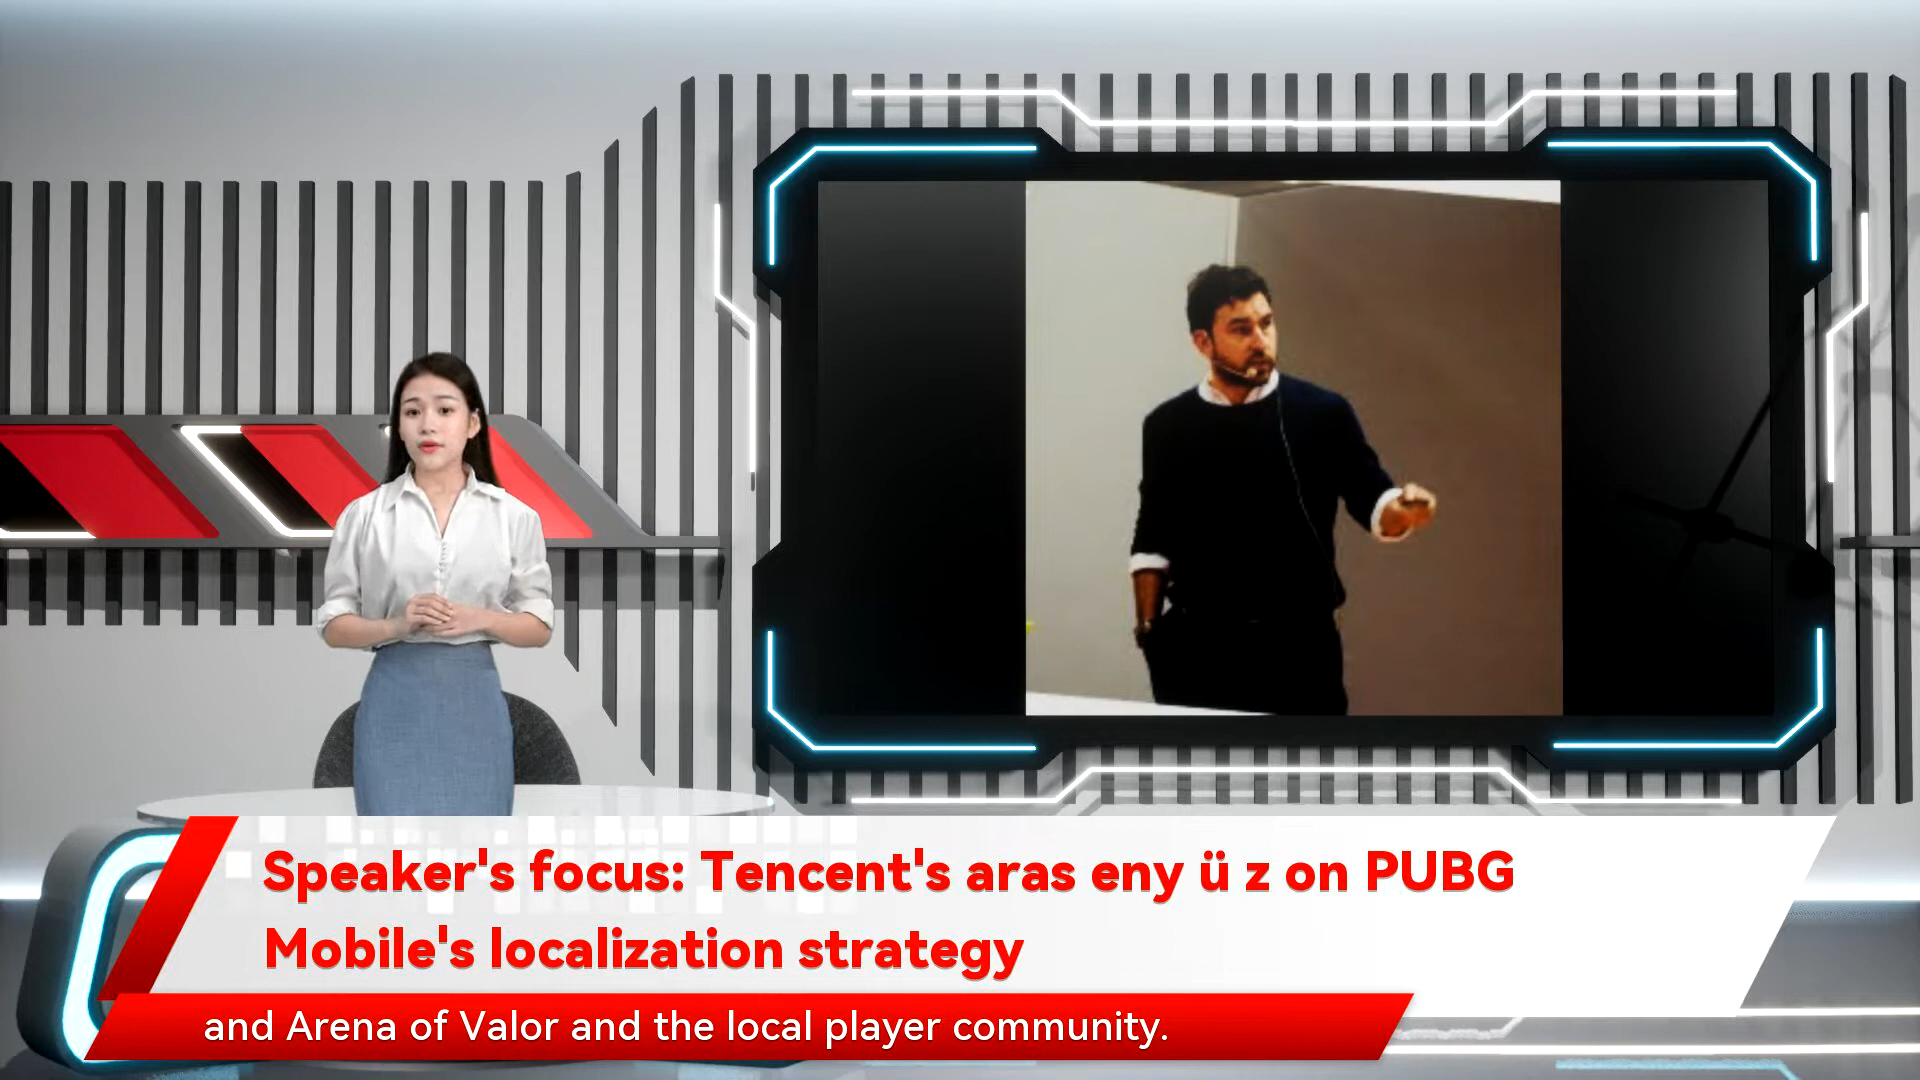 Speaker's focus: Tencent's aras eny ü z on PUBG
Mobile's localization strategy
and Arena of Valor and the local player community.